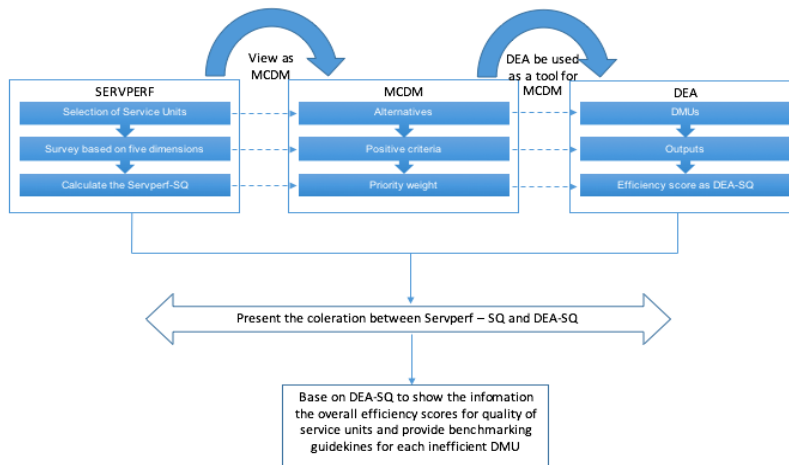 View as
MCDM
DEA be used
as a tool for
MCDM
SERVPERF
Selection of Service Units
Survey based on five dimensions
Calculate the Servperf-SQ
MCDM
Alternatives
Positive criteria
Priority weight
DEA
DMUs
Outputs
Efficiency score as DEA-SQ
Present the coleration between Servperf – SQ and DEA-SQ
Base on DEA-SQ to show the infomation
the overall efficiency scores for quality of
service units and provide benchmarking
guidekines for each inefficient DMU